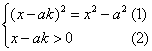 (x-ak)² = x² - a² (1)
x - ak > 0 (2)